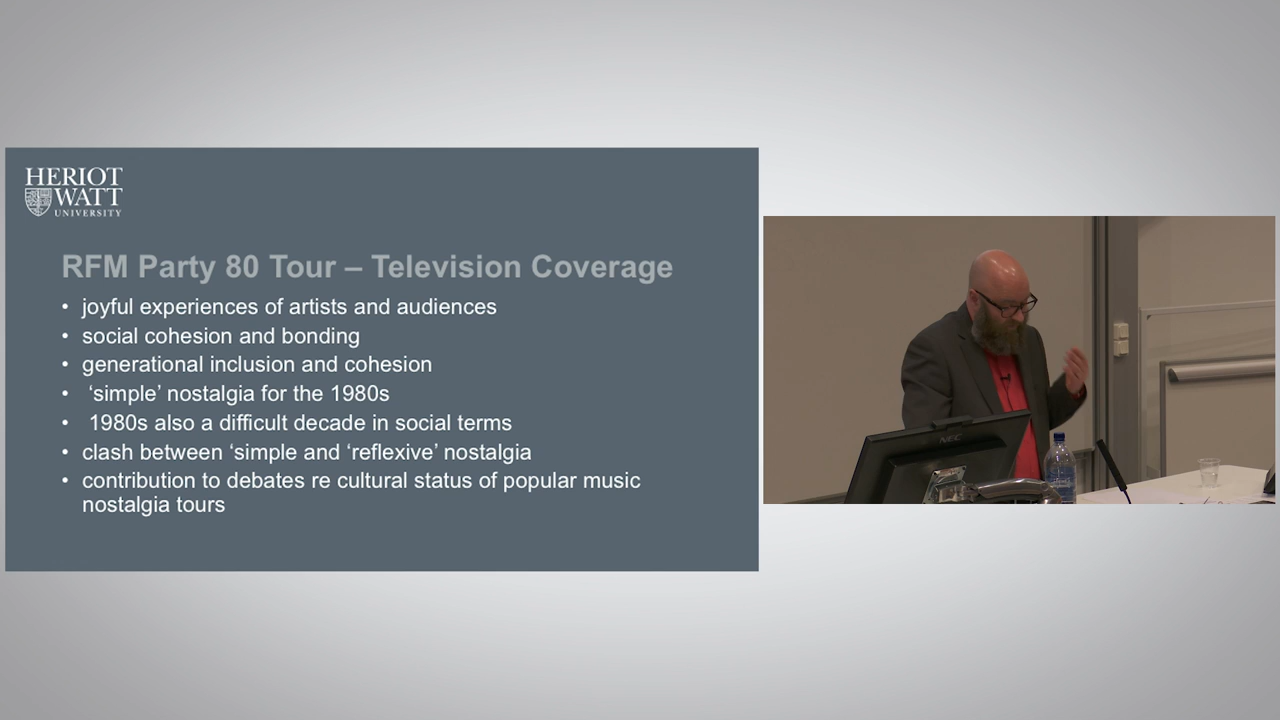 HERIOT
WATT
UNIVERSITY
RFM Party 80 Tour – Television Coverage
• joyful experiences of artists and audiences
• social cohesion and bonding
• generational inclusion and cohesion
• ‘simple’ nostalgia for the 1980s
• 1980s also a difficult decade in social terms
• clash between ‘simple and ‘reflexive’ nostalgia
• contribution to debates re cultural status of popular music
nostalgia tours
NEC